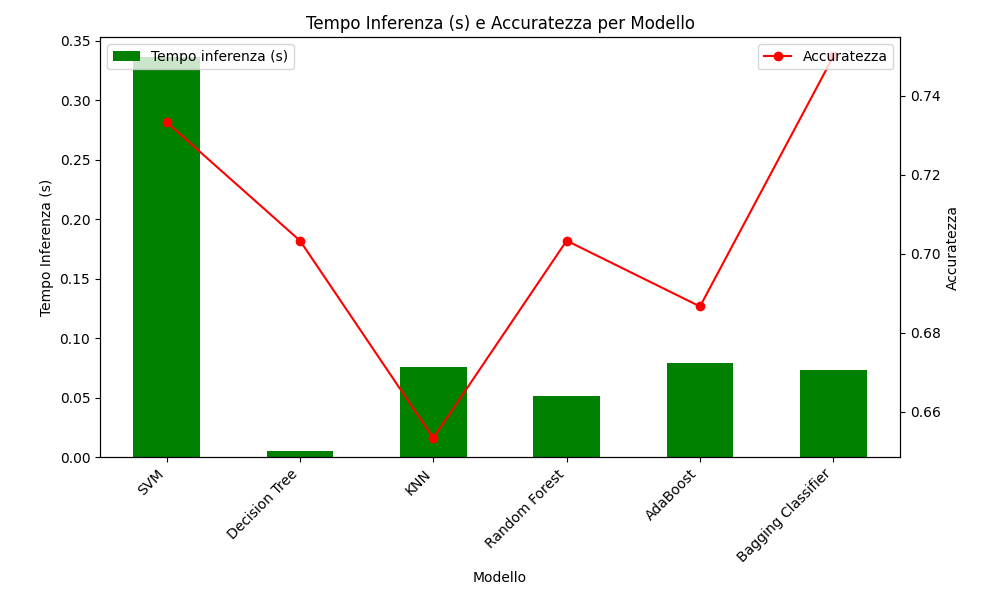 Tempo Inferenza (s) e Accuratezza per Modello
Tempo inferenza (s)
Accuratezza
0.35
0.30
0.25
0.20
0.15
0.10
0.05
0.00
Tempo Inferenza (s)
0.74
0.72
0.70
0.68
0.66
Accuratezza
SVM
Decision Tree
KNN
Random Forest
AdaBoost
Bagging Classifier
Modello